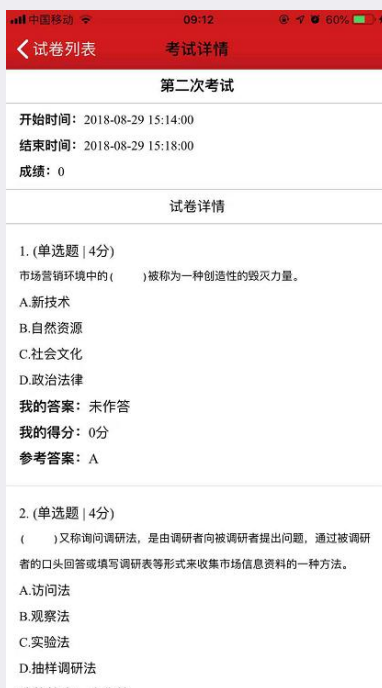 中国移动 09:12 60%
试卷列表 考试详情
第二次考试
开始时间：2018-08-29 15:14:00
结束时间：2018-08-29 15:18:00
成绩：0
试卷详情
1. (单选题 | 4分)
市场营销环境中的( )被称为一种创造性的毁灭力量。
A.新技术
B.自然资源
C.社会文化
D.政治法律
我的答案：未作答
我的得分：0分
参考答案：A
2. (单选题 | 4分)
( )又称询问调研法，是由调研者向被调研者提出问题，通过被调研
者的口头回答或填写调研表等形式来收集市场信息资料的一种方法。
A.访问法
B.观察法
C.实验法
D.抽样调研法